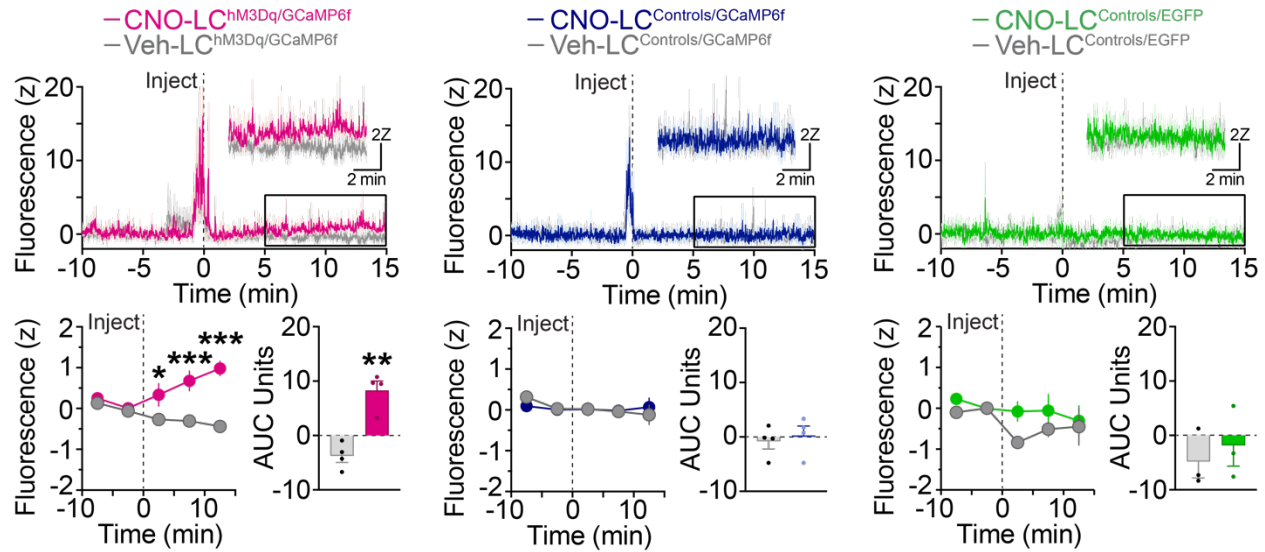 CNO-LC^hM3Dq/GCaMP6f
Veh-LC^hM3Dq/GCaMP6f
CNO-LC^Controls/GCaMP6f
Veh-LC^Controls/GCaMP6f
CNO-LC^Controls/EGFP
Veh-LC^Controls/EGFP
Fluorescence (z)
20
10
0
Inject
2Z
2 min
-10 -5 0 5 10 15
Time (min)
Fluorescence (z)
20
10
0
Inject
2Z
2 min
-10 -5 0 5 10 15
Time (min)
Fluorescence (z)
20
10
0
Inject
2Z
2 min
-10 -5 0 5 10 15
Time (min)
Fluorescence (z)
2
1
0
-1
-2
Inject
* *** ***
-10 0 10
Time (min)
AUC Units
20
10
0
-10
**
Fluorescence (z)
2
1
0
-1
-2
Inject
-10 0 10
Time (min)
AUC Units
20
10
0
-10
Fluorescence (z)
2
1
0
-1
-2
Inject
-10 0 10
Time (min)
AUC Units
20
10
0
-10